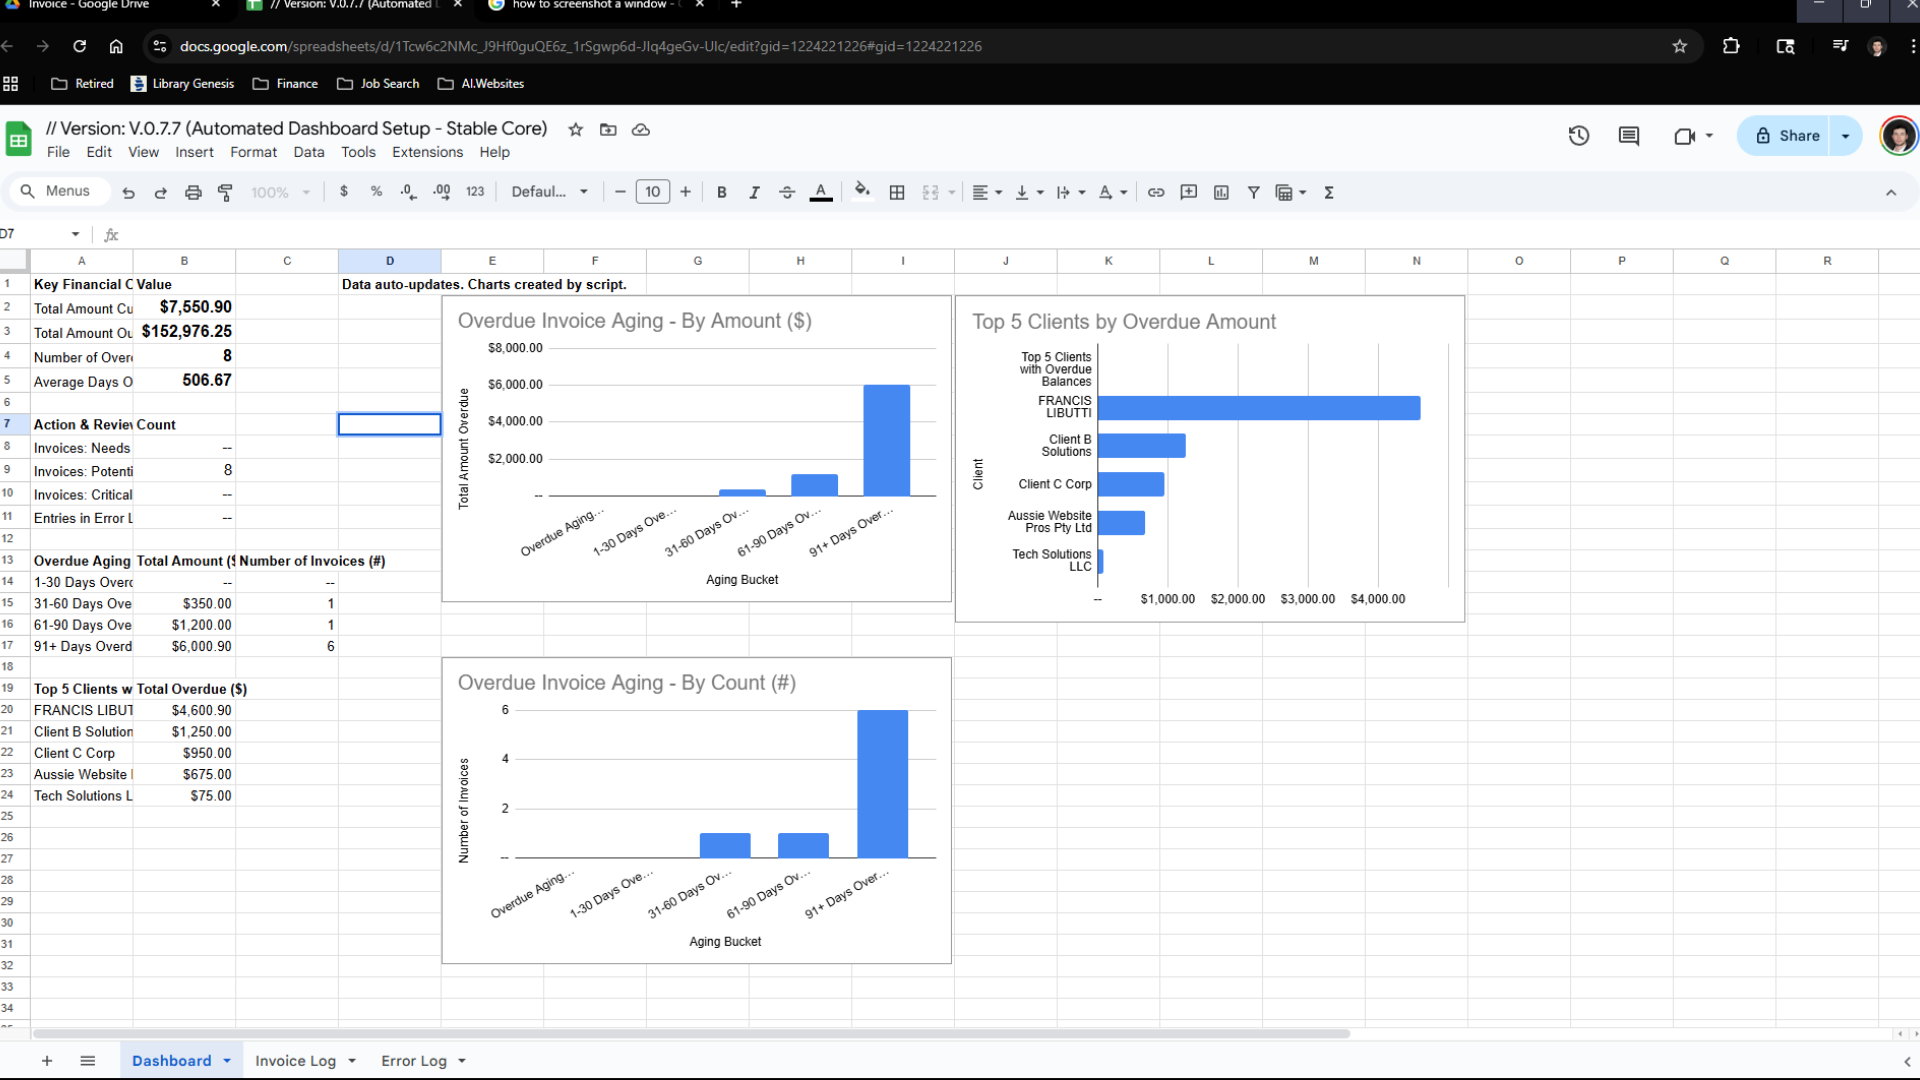 Invoice - Google Drive
// Version: V.0.7.7 (Automated D
how to screenshot a window -
docs.google.com/spreadsheets/d/1Tcw6c2NMc_J9Hf0guQE6z_1rSgwp6d-JIq4geGv-UIc/edit?gid=1224221226#gid=1224221226
Retired
Library Genesis
Finance
Job Search
AI.Websites
// Version: V.0.7.7 (Automated Dashboard Setup - Stable Core)
File Edit View Insert Format Data Tools Extensions Help
Share
Menus 100% $ % .0 .00 123 Defaul... − 10 + B I A Σ
D7 fx
A B C D E F G H I J K L M N O P Q R
1 Key Financial C Value Data auto-updates. Charts created by script.
2 Total Amount Cu $7,550.90
3 Total Amount Ou $152,976.25
4 Number of Over 8
5 Average Days O 506.67
6
7 Action & Reviev Count
8 Invoices: Needs --
9 Invoices: Potenti 8
10 Invoices: Critical --
11 Entries in Error L --
12
13 Overdue Aging Total Amount ($ Number of Invoices (#)
14 1-30 Days Overd -- --
15 31-60 Days Ove $350.00 1
16 61-90 Days Ove $1,200.00 1
17 91+ Days Overd $6,000.90 6
18
19 Top 5 Clients w Total Overdue ($)
20 FRANCIS LIBUT $4,600.90
21 Client B Solution $1,250.00
22 Client C Corp $950.00
23 Aussie Website $675.00
24 Tech Solutions L $75.00
25
26
27
28
29
30
31
32
33
34
Overdue Invoice Aging - By Amount ($)
$8,000.00
$6,000.00
$4,000.00
$2,000.00
--
Total Amount Overdue
Overdue Aging...
1-30 Days Ove...
31-60 Days Ov...
61-90 Days Ov...
91+ Days Over...
Aging Bucket
Top 5 Clients by Overdue Amount
Client
Top 5 Clients
with Overdue
Balances
FRANCIS
LIBUTTI
Client B
Solutions
Client C Corp
Aussie Website
Pros Pty Ltd
Tech Solutions
LLC
-- $1,000.00 $2,000.00 $3,000.00 $4,000.00
Overdue Invoice Aging - By Count (#)
6
4
2
--
Number of Invoices
Overdue Aging...
1-30 Days Ove...
31-60 Days Ov...
61-90 Days Ov...
91+ Days Over...
Aging Bucket
Dashboard
Invoice Log
Error Log